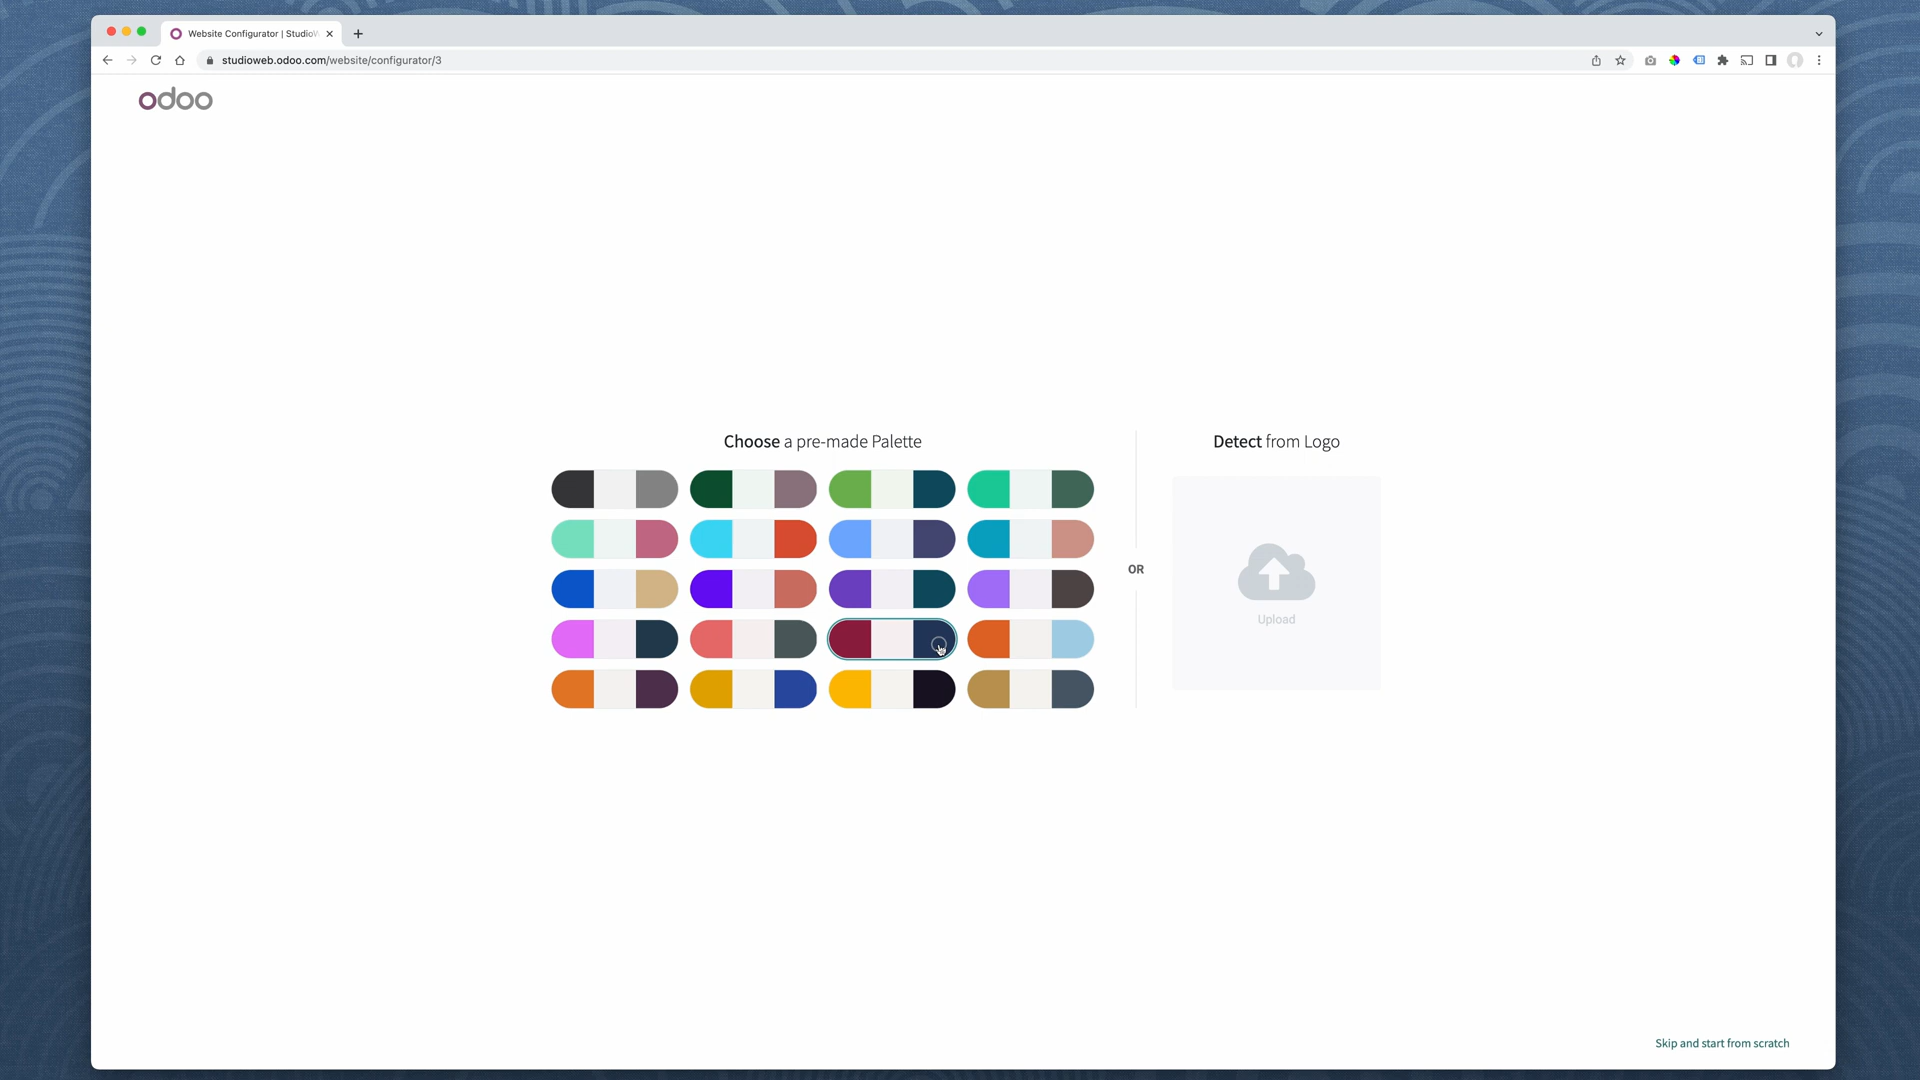 Website Configurator | Studio
studioweb.odoo.com/website/configurator/3
odoo
Choose a pre-made Palette
Detect from Logo
OR
Upload
Skip and start from scratch